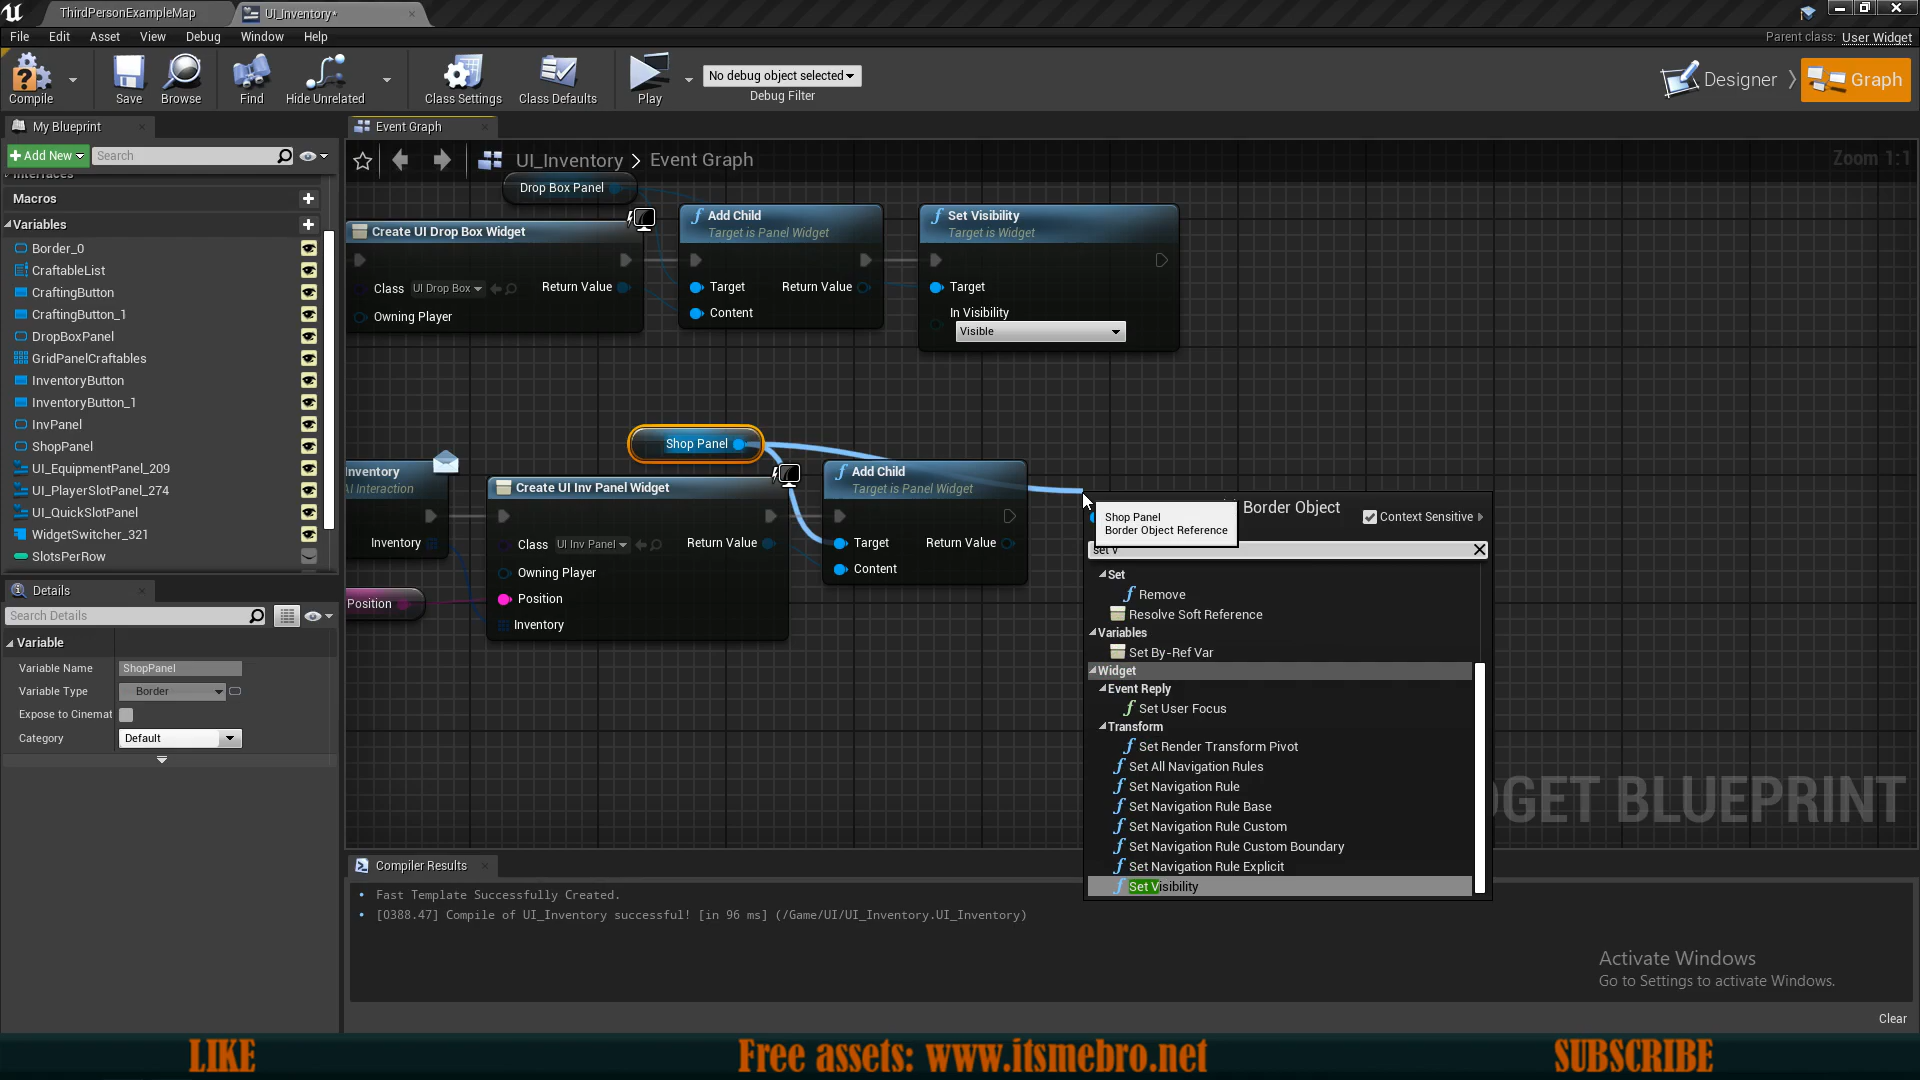 ThirdPersonExampleMap
UI_Inventory*
File Edit Asset View Debug Window Help
Parent class: User Widget
Compile
Save
Browse
Find
Hide Unrelated
Class Settings
Class Defaults
Play
No debug object selected
Debug Filter
Designer
Graph
My Blueprint
Add New
Search
Interfaces
Macros
Variables
Border_0
CraftableList
CraftingButton
CraftingButton_1
DropBoxPanel
GridPanelCraftables
InventoryButton
InventoryButton_1
InvPanel
ShopPanel
UI_EquipmentPanel_209
UI_PlayerSlotPanel_274
UI_QuickSlotPanel
WidgetSwitcher_321
SlotsPerRow
Details
Search Details
Variable
Variable Name ShopPanel
Variable Type Border
Expose to Cinemat
Category Default
Event Graph
UI_Inventory > Event Graph
Zoom 1:1
Drop Box Panel
Create UI Drop Box Widget
Class UI Drop Box Return Value
Owning Player
Add Child
Target is Panel Widget
Target Return Value
Content
Set Visibility
Target is Widget
Target
In Visibility
Visible
Shop Panel
Inventory
AI Interaction
Inventory
Position
Create UI Inv Panel Widget
Class UI Inv Panel Return Value
Owning Player
Position
Inventory
Add Child
Target is Panel Widget
Target Return Value
Content
Border Object
Context Sensitive
Shop Panel
Border Object Reference
set v
Set
Remove
Resolve Soft Reference
Variables
Set By-Ref Var
Widget
Event Reply
Set User Focus
Transform
Set Render Transform Pivot
Set All Navigation Rules
Set Navigation Rule
Set Navigation Rule Base
Set Navigation Rule Custom
Set Navigation Rule Custom Boundary
Set Navigation Rule Explicit
Set Visibility
DGET BLUEPRINT
Compiler Results
Fast Template Successfully Created.
[0388.47] Compile of UI_Inventory successful! [in 96 ms] (/Game/UI/UI_Inventory.UI_Inventory)
Activate Windows
Go to Settings to activate Windows.
Clear
LIKE
Free assets: www.itsmebro.net
SUBSCRIBE